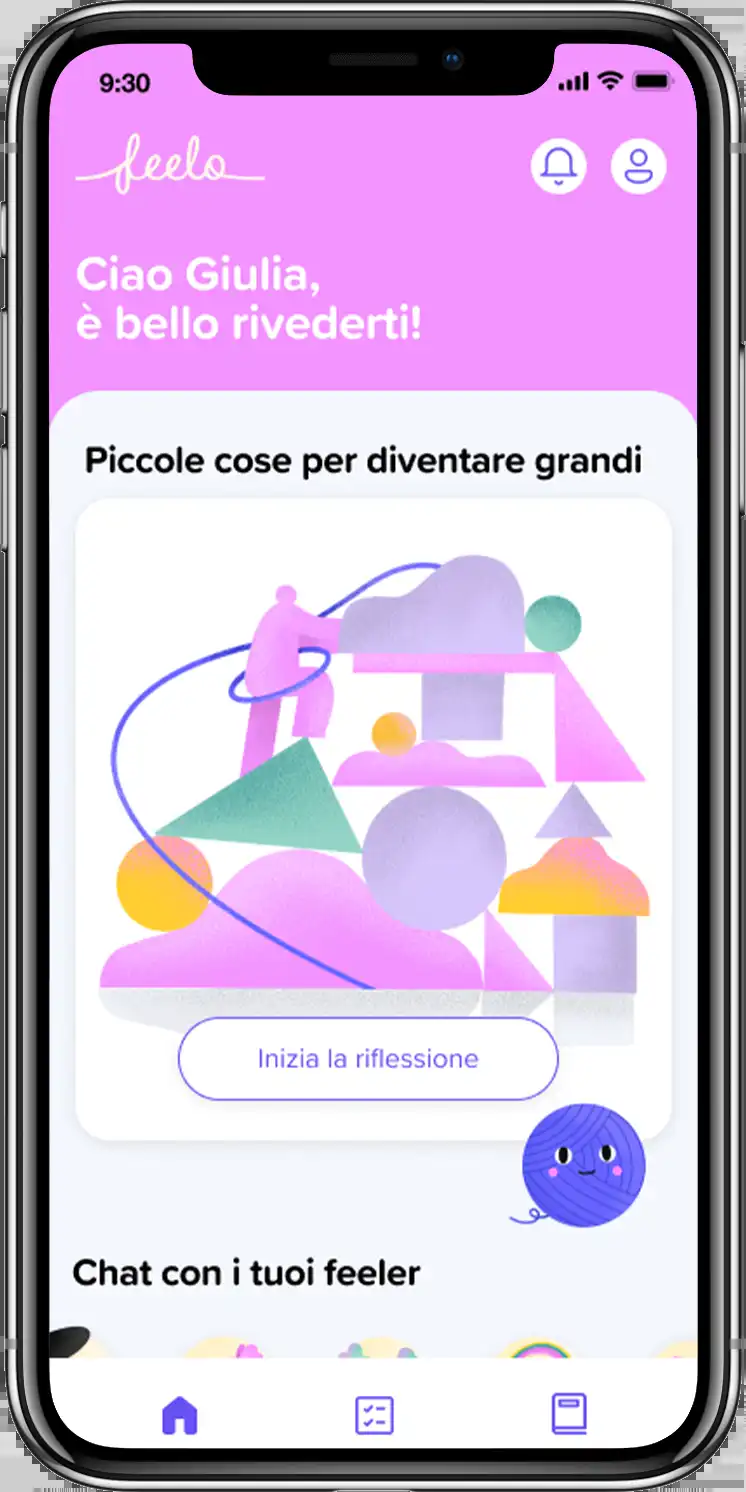 9:30
feelo
Ciao Giulia,
è bello rivederti!
Piccole cose per diventare grandi
Inizia la riflessione
Chat con i tuoi feeler